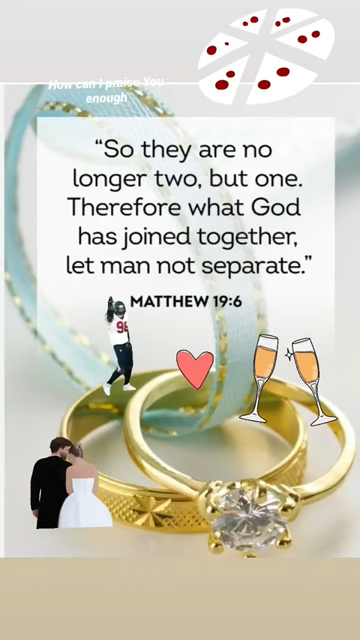 How can I praise You
enough
“So they are no
longer two, but one.
Therefore what God
has joined together,
let man not separate.”
MATTHEW 19:6